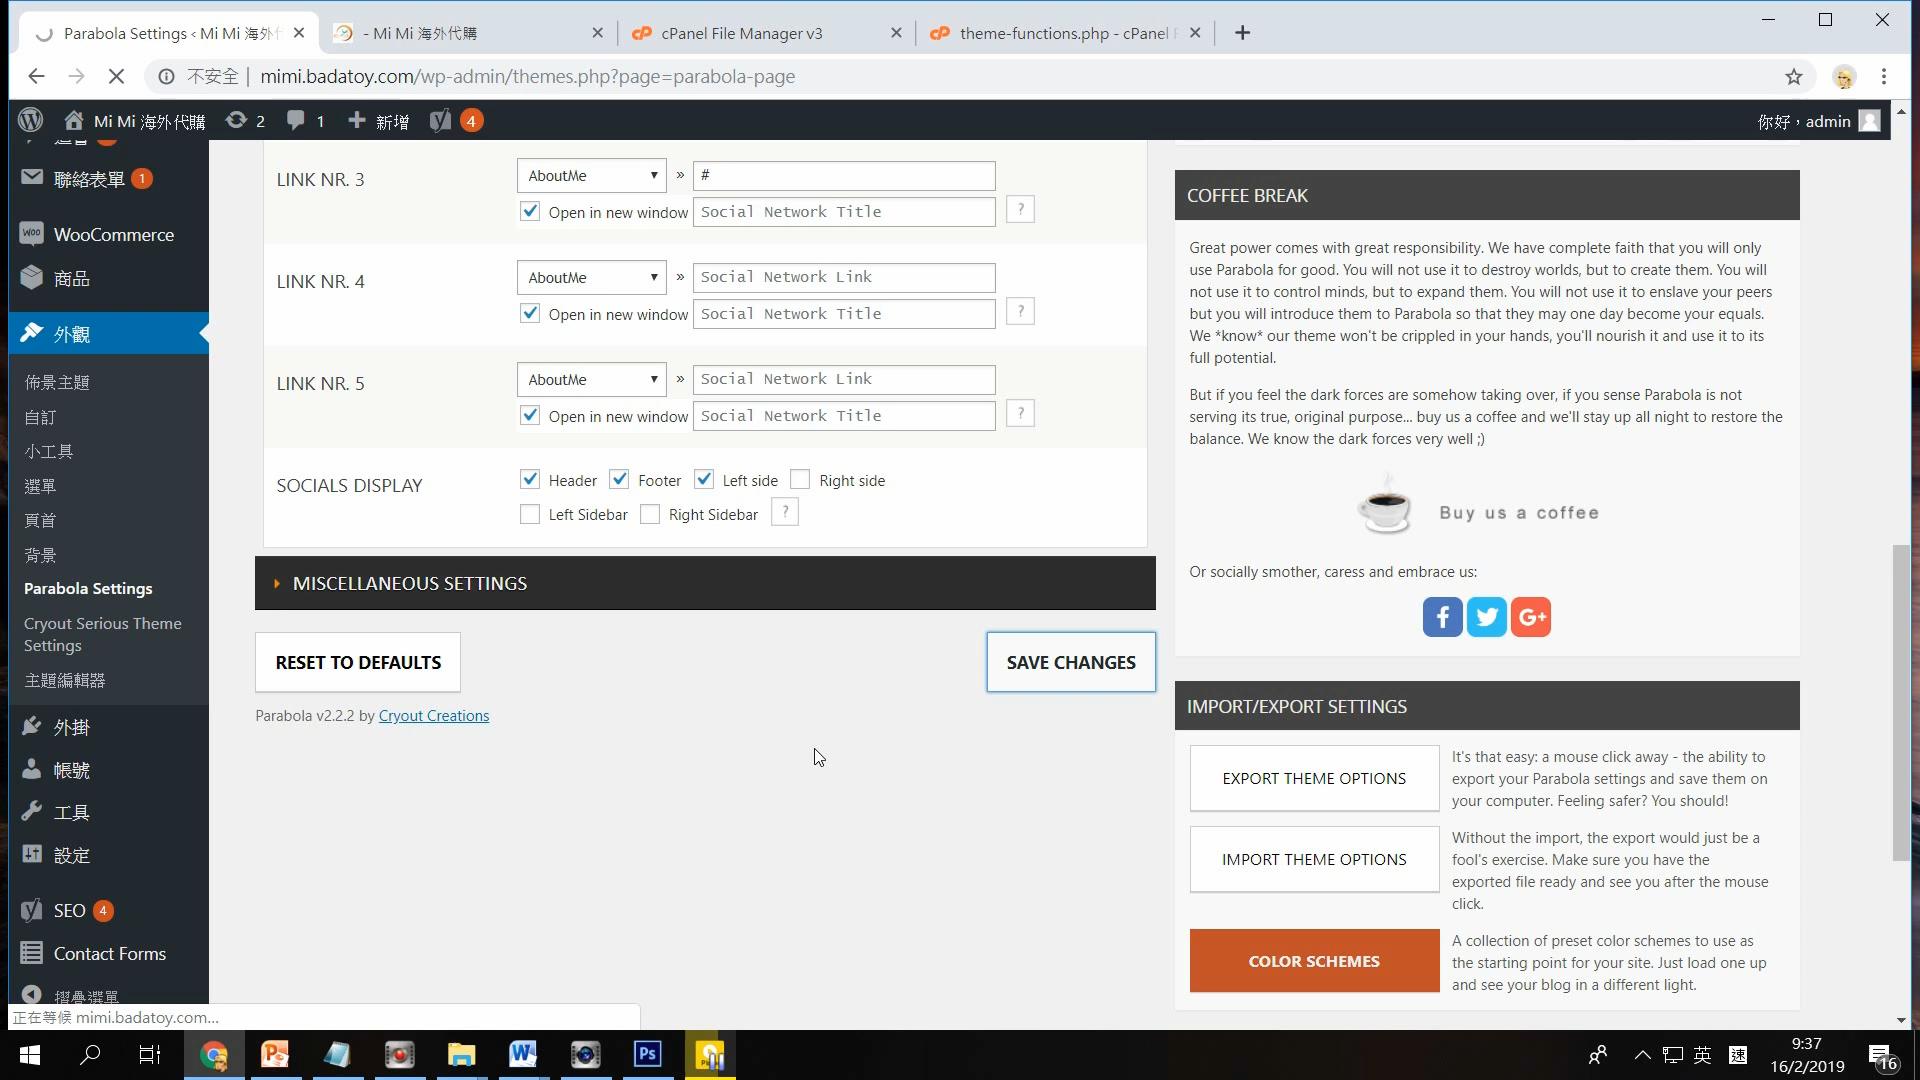 Parabola Settings ‹ Mi Mi 海外
- Mi Mi 海外代購
cPanel File Manager v3
theme-functions.php - cPanel F
不安全 | mimi.badatoy.com/wp-admin/themes.php?page=parabola-page
Mi Mi 海外代購
2
1
新增
4
你好，admin
聯絡表單 1
WooCommerce
商品
外觀
佈景主題
自訂
小工具
選單
頁首
背景
Parabola Settings
Cryout Serious Theme
Settings
主題編輯器
外掛
帳號
工具
設定
SEO 4
Contact Forms
摺疊選單
LINK NR. 3
AboutMe » #
Open in new window Social Network Title ?
LINK NR. 4
AboutMe » Social Network Link
Open in new window Social Network Title ?
LINK NR. 5
AboutMe » Social Network Link
Open in new window Social Network Title ?
SOCIALS DISPLAY
Header Footer Left side Right side
Left Sidebar Right Sidebar ?
MISCELLANEOUS SETTINGS
RESET TO DEFAULTS
SAVE CHANGES
Parabola v2.2.2 by Cryout Creations
COFFEE BREAK
Great power comes with great responsibility. We have complete faith that you will only
use Parabola for good. You will not use it to destroy worlds, but to create them. You will
not use it to control minds, but to expand them. You will not use it to enslave your peers
but you will introduce them to Parabola so that they may one day become your equals.
We *know* our theme won't be crippled in your hands, you'll nourish it and use it to its
full potential.
But if you feel the dark forces are somehow taking over, if you sense Parabola is not
serving its true, original purpose... buy us a coffee and we'll stay up all night to restore the
balance. We know the dark forces very well ;)
Buy us a coffee
Or socially smother, caress and embrace us:
IMPORT/EXPORT SETTINGS
EXPORT THEME OPTIONS
It's that easy: a mouse click away - the ability to
export your Parabola settings and save them on
your computer. Feeling safer? You should!
IMPORT THEME OPTIONS
Without the import, the export would just be a
fool's exercise. Make sure you have the
exported file ready and see you after the mouse
click.
COLOR SCHEMES
A collection of preset color schemes to use as
the starting point for your site. Just load one up
and see your blog in a different light.
正在等候 mimi.badatoy.com...
英
速
9:37
16/2/2019
16